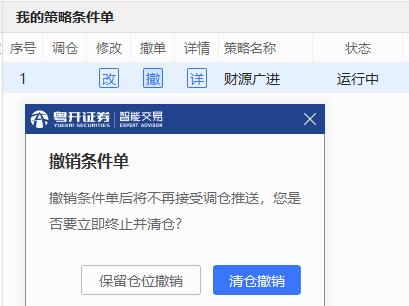 我的策略条件单
序号 调仓 修改 撤单 详情 策略名称 状态
1 改 撤 详 财源广进 运行中
粤开证券 智能交易
YUEKAI SECURITIES EXPERT ADVISOR
撤销条件单
撤销条件单后将不再接受调仓推送，您是
否要立即终止并清仓?
保留仓位撤销 清仓撤销